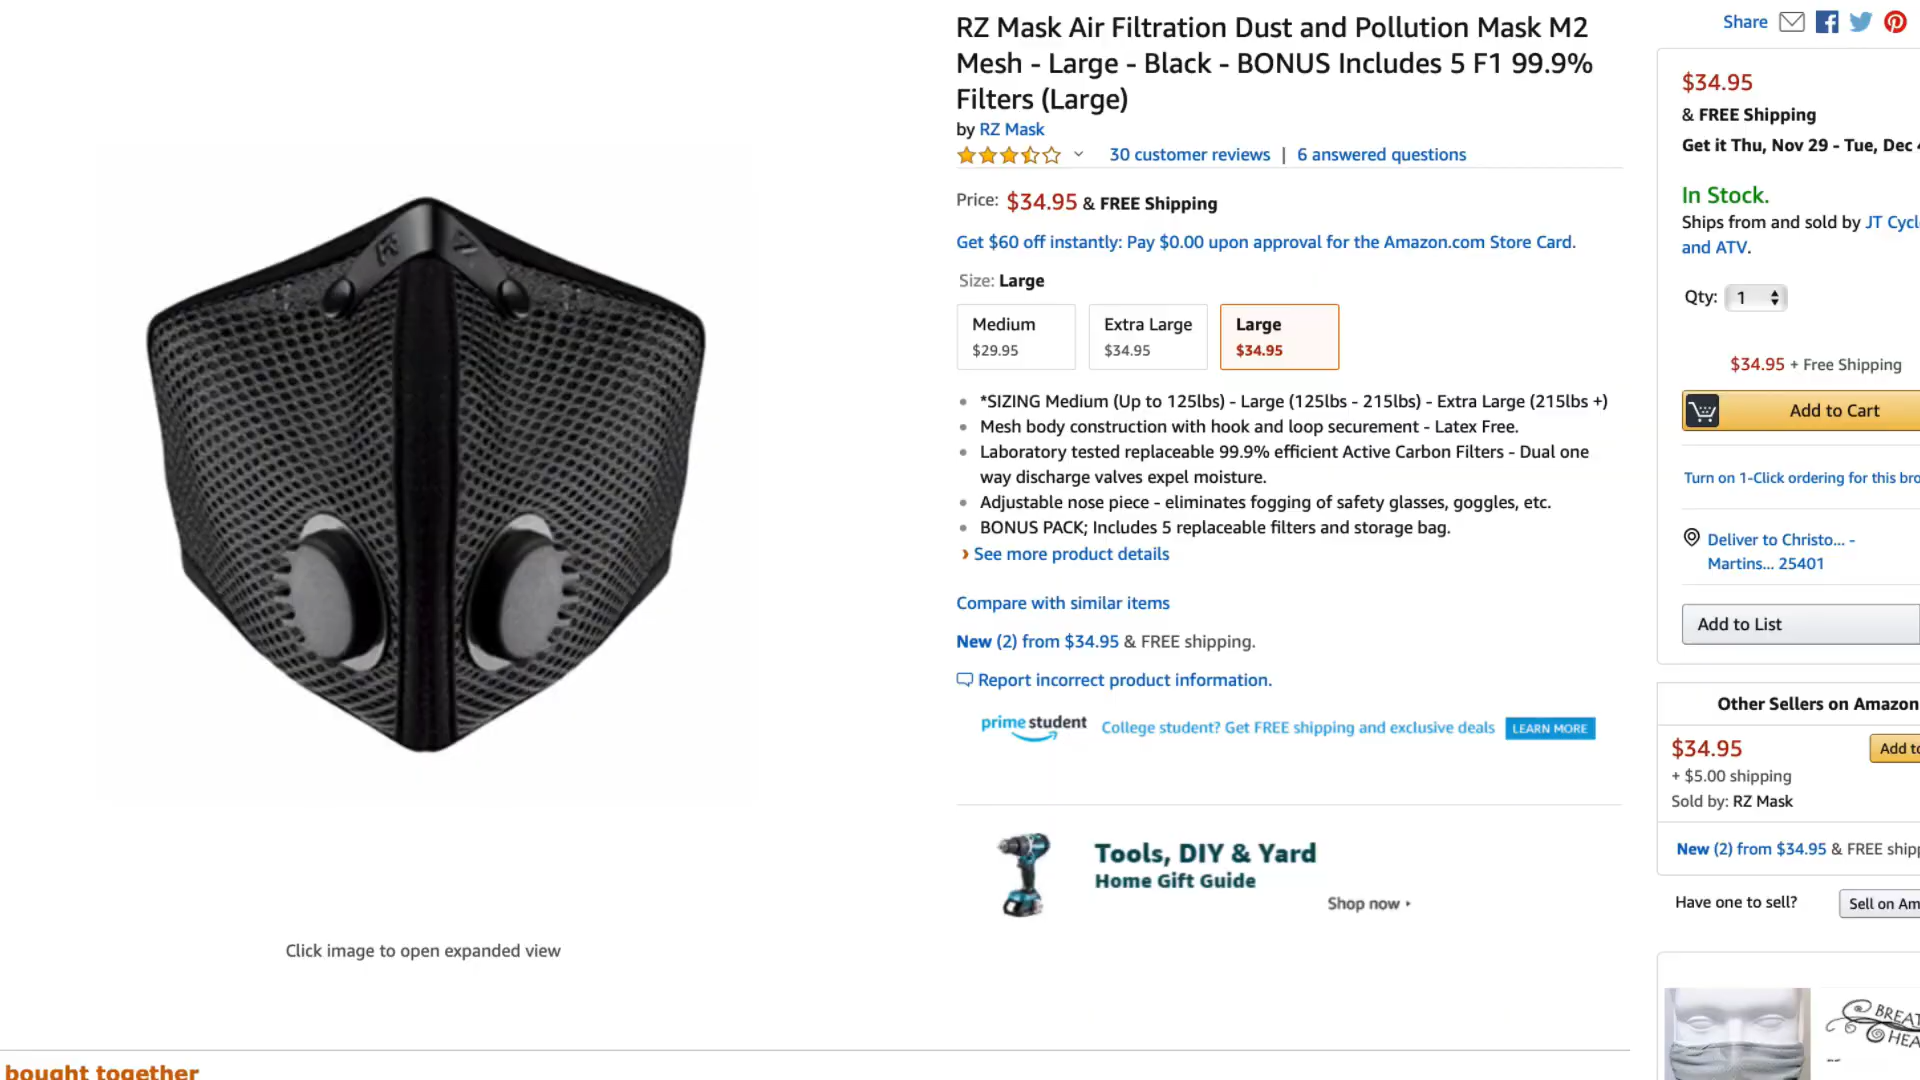 RZ Mask Air Filtration Dust and Pollution Mask M2
Mesh - Large - Black - BONUS Includes 5 F1 99.9%
Filters (Large)
by RZ Mask
30 customer reviews | 6 answered questions
Price: $34.95 & FREE Shipping
Get $60 off instantly: Pay $0.00 upon approval for the Amazon.com Store Card.
Size: Large
Medium
$29.95
Extra Large
$34.95
Large
$34.95
*SIZING Medium (Up to 125lbs) - Large (125lbs - 215lbs) - Extra Large (215lbs +)
Mesh body construction with hook and loop securement - Latex Free.
Laboratory tested replaceable 99.9% efficient Active Carbon Filters - Dual one
way discharge valves expel moisture.
Adjustable nose piece - eliminates fogging of safety glasses, goggles, etc.
BONUS PACK; Includes 5 replaceable filters and storage bag.
› See more product details
Compare with similar items
New (2) from $34.95 & FREE shipping.
Report incorrect product information.
prime student
College student? Get FREE shipping and exclusive deals
LEARN MORE
Tools, DIY & Yard
Home Gift Guide
Shop now
Click image to open expanded view
bought together
Share
$34.95
& FREE Shipping
Get it Thu, Nov 29 - Tue, Dec
In Stock.
Ships from and sold by JT Cycl
and ATV.
Qty: 1
$34.95 + Free Shipping
Add to Cart
Turn on 1-Click ordering for this bro
Deliver to Christo... -
Martins... 25401
Add to List
Other Sellers on Amazon
$34.95
Add to
+ $5.00 shipping
Sold by: RZ Mask
New (2) from $34.95 & FREE ship
Have one to sell?
Sell on Am
BREAT
HEA